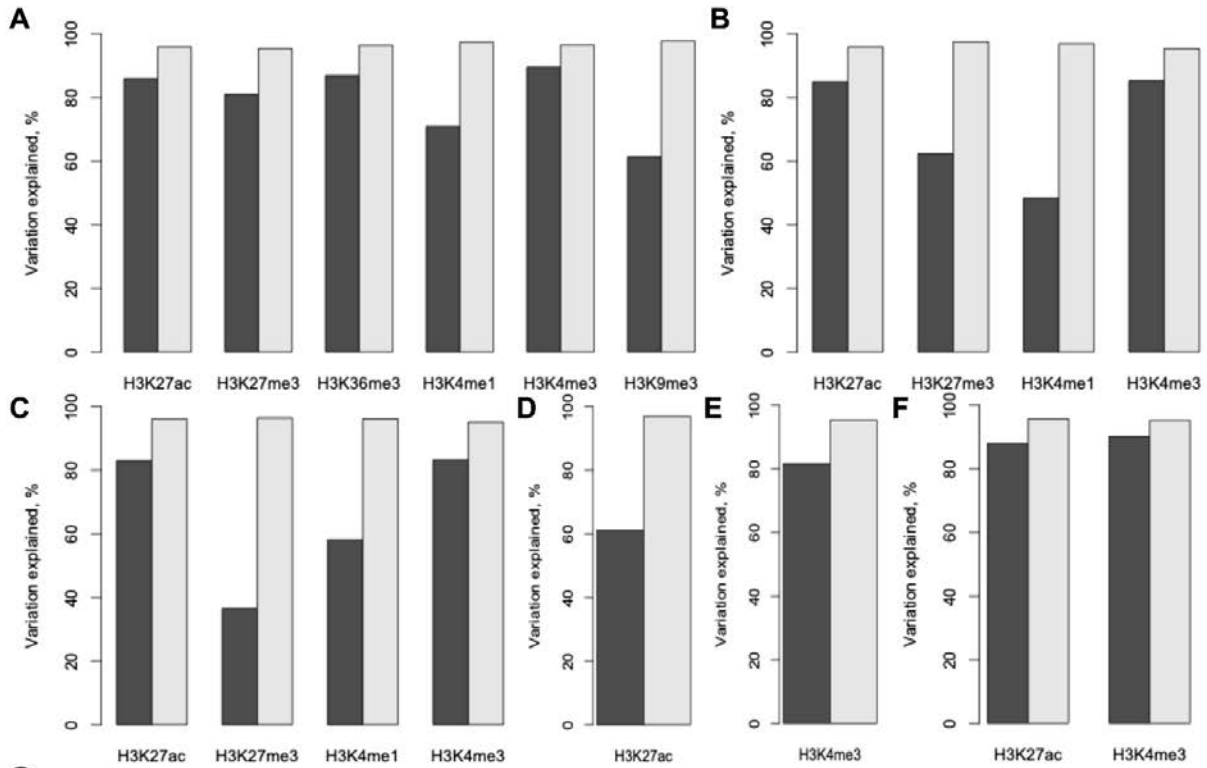 A
Variation explained, %
0
20
40
60
80
100
H3K27ac H3K27me3 H3K36me3 H3K4me1 H3K4me3 H3K9me3
B
Variation explained, %
0
20
40
60
80
100
H3K27ac H3K27me3 H3K4me1 H3K4me3
C
Variation explained, %
0
20
40
60
80
100
H3K27ac H3K27me3 H3K4me1 H3K4me3
D
Variation explained, %
0
20
40
60
80
100
H3K27ac
E
Variation explained, %
0
20
40
60
80
100
H3K4me3
F
Variation explained, %
0
20
40
60
80
100
H3K27ac H3K4me3